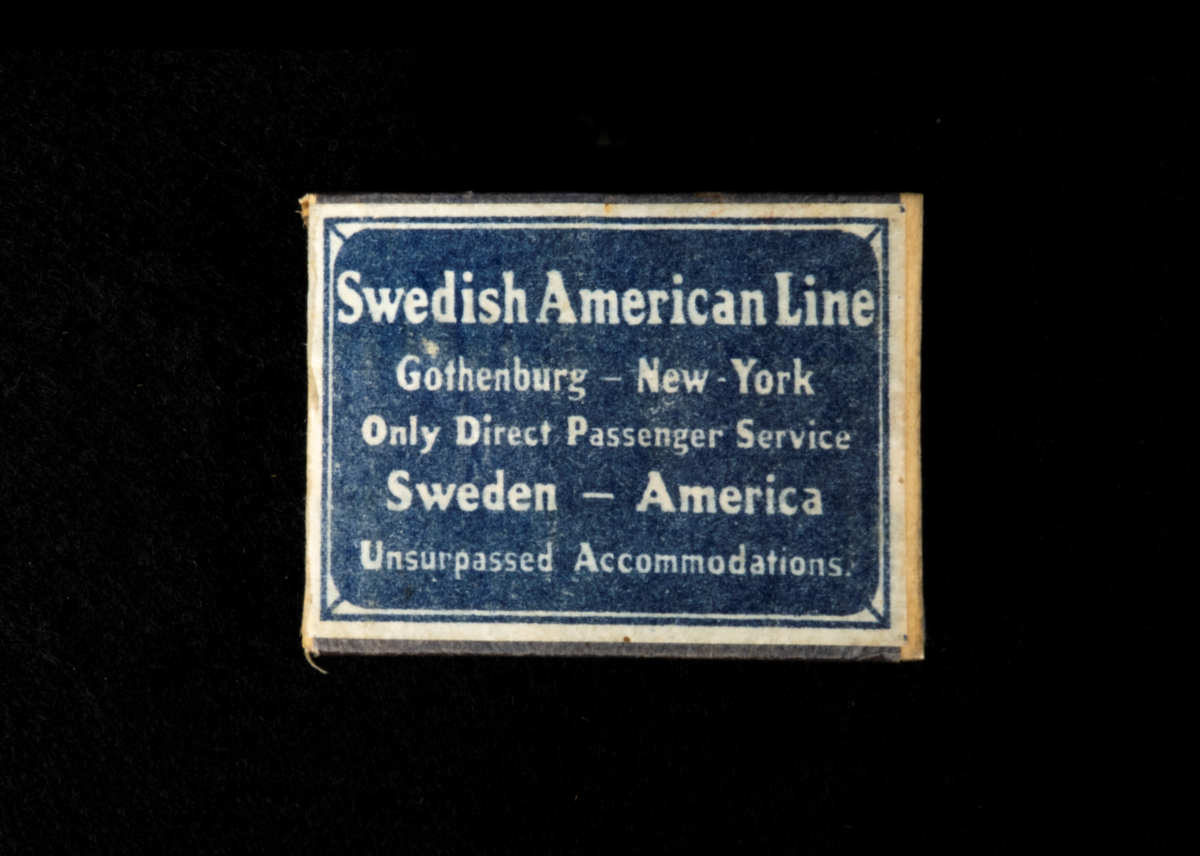 Swedish American Line
Gothenburg – New-York
Only Direct Passenger Service
Sweden – America
Unsurpassed Accommodations.